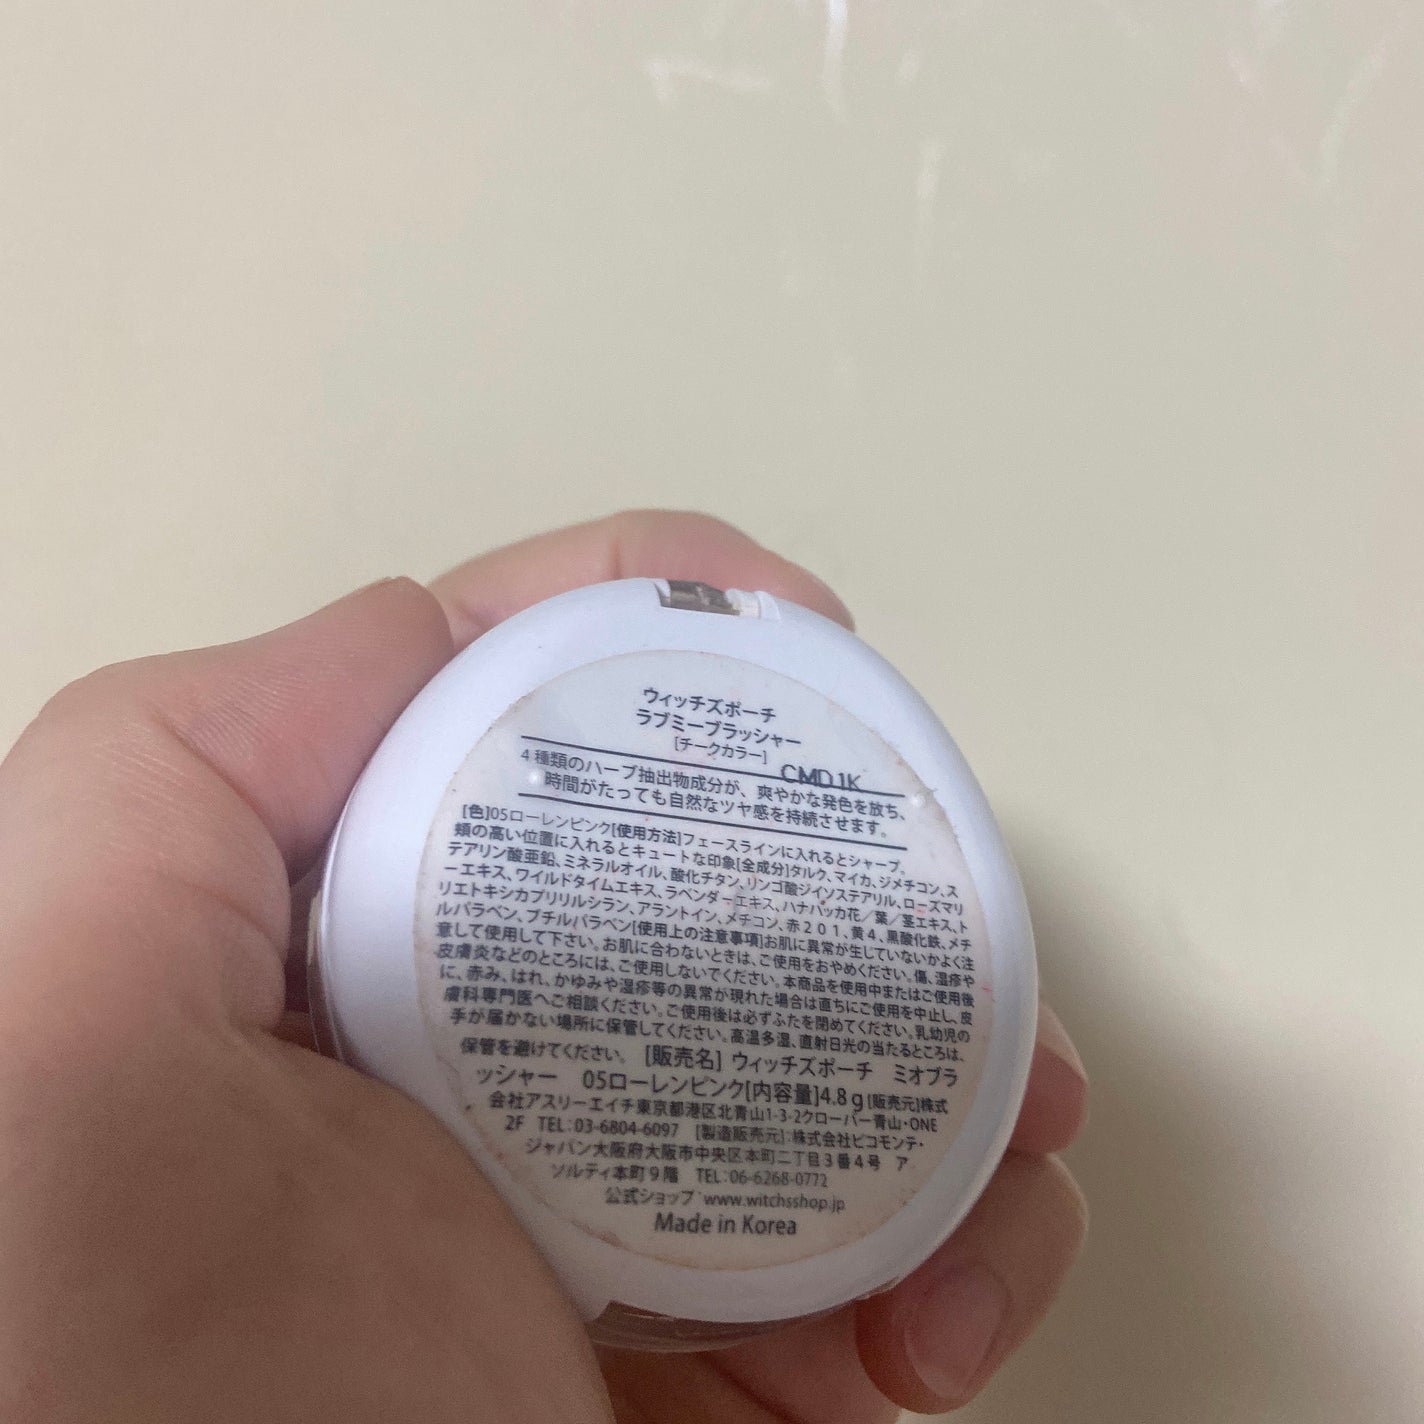 ウィッチズポーチ
ラブミーブラッシャー
[チークカラー]
CMD1K
4種類のハーブ抽出物成分が、爽やかな発色を放ち、
時間がたっても自然なツヤ感を持続させます。
[色]05ローレンピンク[使用方法]フェースラインに入れるとシャープ。
頬の高い位置に入れるとキュートな印象[全成分]タルク、マイカ、ジメチコン、ス
テアリン酸亜鉛、ミネラルオイル、酸化チタン、リンゴ酸ジイソステアリル、ローズマリ
ーエキス、ワイルドタイムエキス、ラベンダーエキス、ハナハッカ花／葉／茎エキス、ト
リエトキシカプリリルシラン、アラントイン、メチコン、赤201、黄4、黒酸化鉄、メチ
ルパラベン、ブチルパラベン[使用上の注意事項]お肌に異常が生じていないかよく注
意して使用して下さい。お肌に合わないときは、ご使用をおやめください。傷、湿疹や
皮膚炎などのところには、ご使用しないでください。本商品を使用中またはご使用後
に、赤み、はれ、かゆみや湿疹等の異常が現れた場合は直ちにご使用を中止し、皮
膚科専門医へご相談ください。ご使用後は必ずふたを閉めてください。乳幼児の
手が届かない場所に保管してください。高温多湿、直射日光の当たるところは、
保管を避けてください。 [販売名] ウィッチズポーチ ミオブラ
ッシャー 05ローレンピンク[内容量]4.8g[販売元]株式
会社アスリーエイチ東京都港区北青山1-3-2クローバー青山・ONE
2F TEL:03-6804-6097 [製造販売元]:株式会社ピコモンテ・
ジャパン大阪府大阪市中央区本町二丁目3番4号 ア
ソルティ本町9階 TEL:06-6268-0772
公式ショップ www.witchsshop.jp
Made in Korea